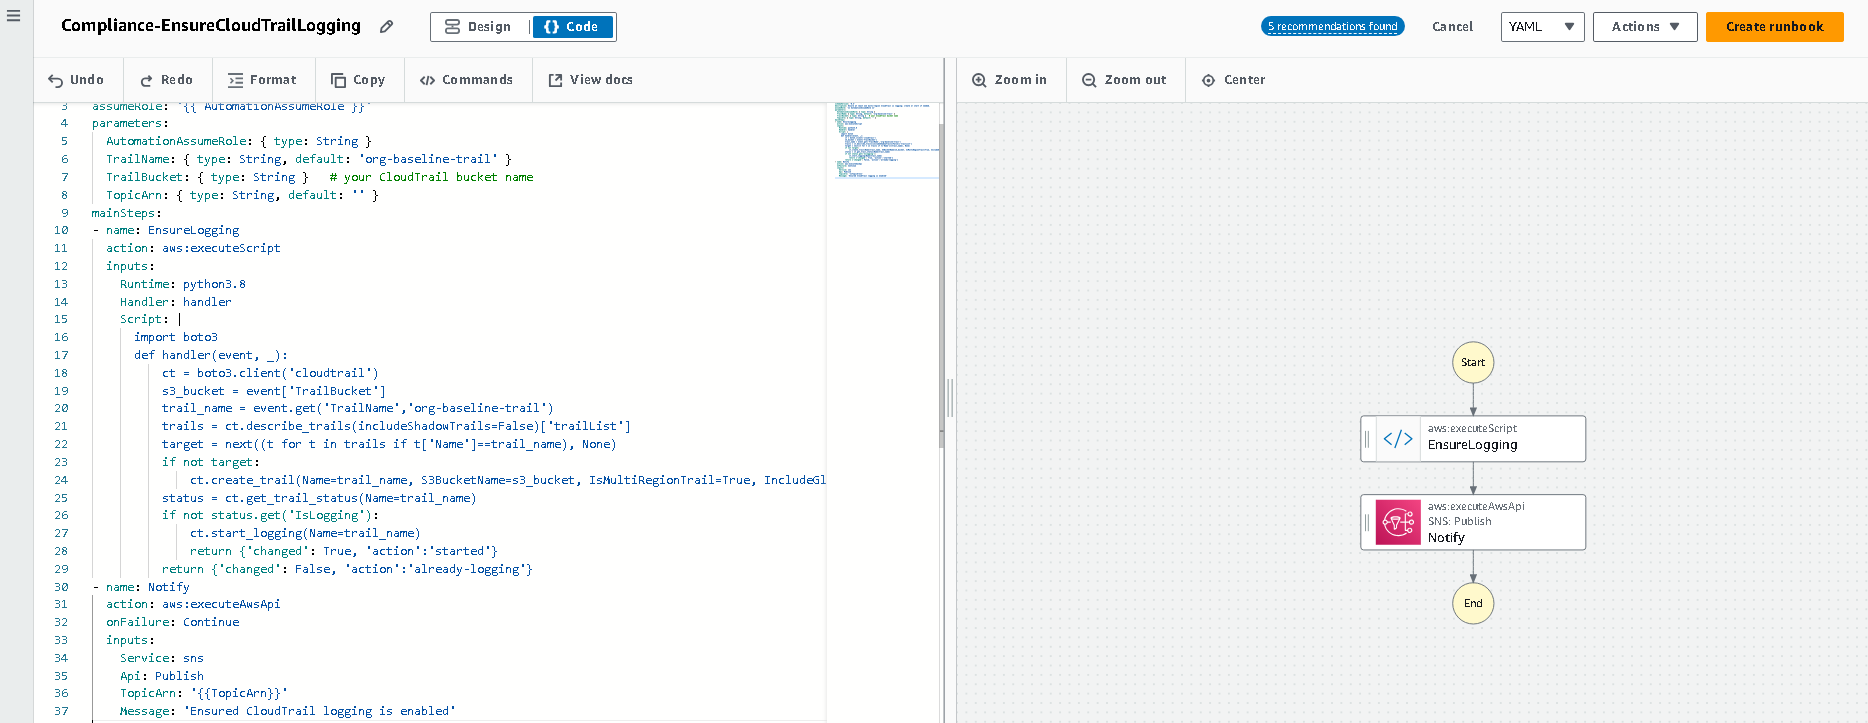 Compliance-EnsureCloudTrailLogging
Design
{} Code
5 recommendations found
Cancel
YAML
Actions
Create runbook
Undo
Redo
Format
Copy
</> Commands
View docs
Zoom in
Zoom out
Center
3 assumeRole: '{{ AutomationAssumeRole }}'
4 parameters:
5 AutomationAssumeRole: { type: String }
6 TrailName: { type: String, default: 'org-baseline-trail' }
7 TrailBucket: { type: String } # your CloudTrail bucket name
8 TopicArn: { type: String, default: '' }
9 mainSteps:
10 - name: EnsureLogging
11 action: aws:executeScript
12 inputs:
13 Runtime: python3.8
14 Handler: handler
15 Script: |
16 import boto3
17 def handler(event, _):
18 ct = boto3.client('cloudtrail')
19 s3_bucket = event['TrailBucket']
20 trail_name = event.get('TrailName','org-baseline-trail')
21 trails = ct.describe_trails(includeShadowTrails=False)['trailList']
22 target = next((t for t in trails if t['Name']==trail_name), None)
23 if not target:
24 ct.create_trail(Name=trail_name, S3BucketName=s3_bucket, IsMultiRegionTrail=True, IncludeGl
25 status = ct.get_trail_status(Name=trail_name)
26 if not status.get('IsLogging'):
27 ct.start_logging(Name=trail_name)
28 return {'changed': True, 'action':'started'}
29 return {'changed': False, 'action':'already-logging'}
30 - name: Notify
31 action: aws:executeAwsApi
32 onFailure: Continue
33 inputs:
34 Service: sns
35 Api: Publish
36 TopicArn: '{{TopicArn}}'
37 Message: 'Ensured CloudTrail logging is enabled'
Start
</>
aws:executeScript
EnsureLogging
aws:executeAwsApi
SNS: Publish
Notify
End